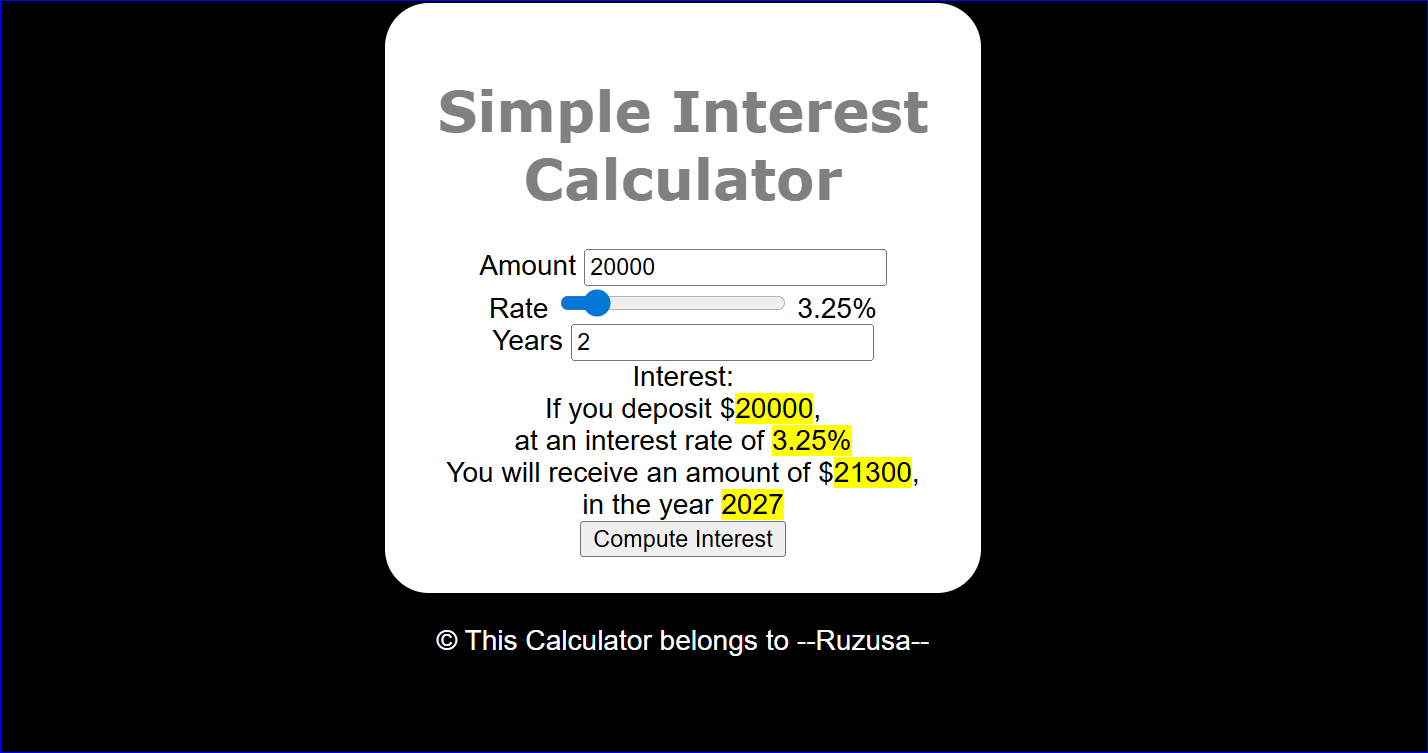 Simple Interest
Calculator
Amount 20000
Rate 3.25%
Years 2
Interest:
If you deposit $20000,
at an interest rate of 3.25%
You will receive an amount of $21300,
in the year 2027
Compute Interest
© This Calculator belongs to --Ruzusa--